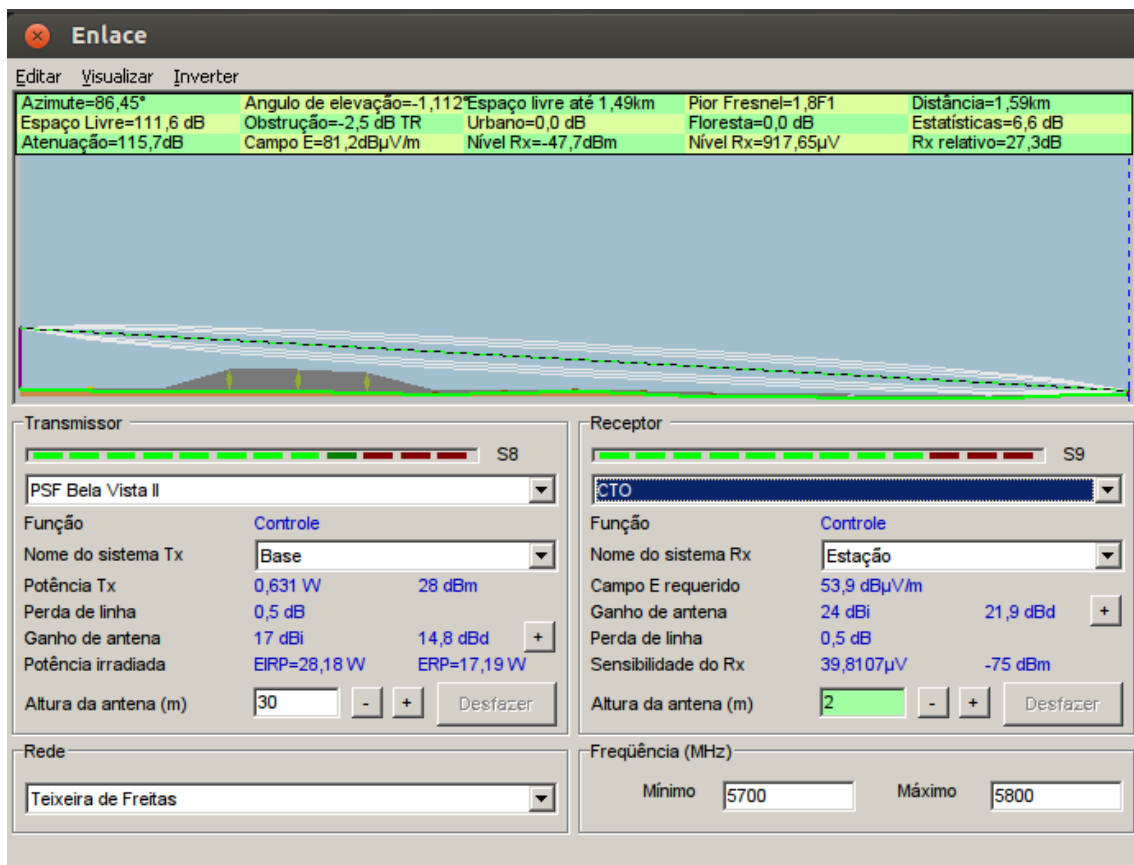 Enlace
Editar Visualizar Inverter
Azimute=86,45° Angulo de elevação=-1,112° Espaço livre até 1,49km Pior Fresnel=1,8F1 Distância=1,59km
Espaço Livre=111,6 dB Obstrução=-2,5 dB TR Urbano=0,0 dB Floresta=0,0 dB Estatísticas=6,6 dB
Atenuação=115,7dB Campo E=81,2dBµV/m Nível Rx=-47,7dBm Nível Rx=917,65µV Rx relativo=27,3dB
Transmissor
S8
PSF Bela Vista II
Função Controle
Nome do sistema Tx Base
Potência Tx 0,631 W 28 dBm
Perda de linha 0,5 dB
Ganho de antena 17 dBi 14,8 dBd +
Potência irradiada EIRP=28,18 W ERP=17,19 W
Altura da antena (m) 30 - + Desfazer
Receptor
S9
CTO
Função Controle
Nome do sistema Rx Estação
Campo E requerido 53,9 dBµV/m
Ganho de antena 24 dBi 21,9 dBd +
Perda de linha 0,5 dB
Sensibilidade do Rx 39,8107µV -75 dBm
Altura da antena (m) 2 - + Desfazer
Rede
Teixeira de Freitas
Freqüência (MHz)
Mínimo 5700 Máximo 5800